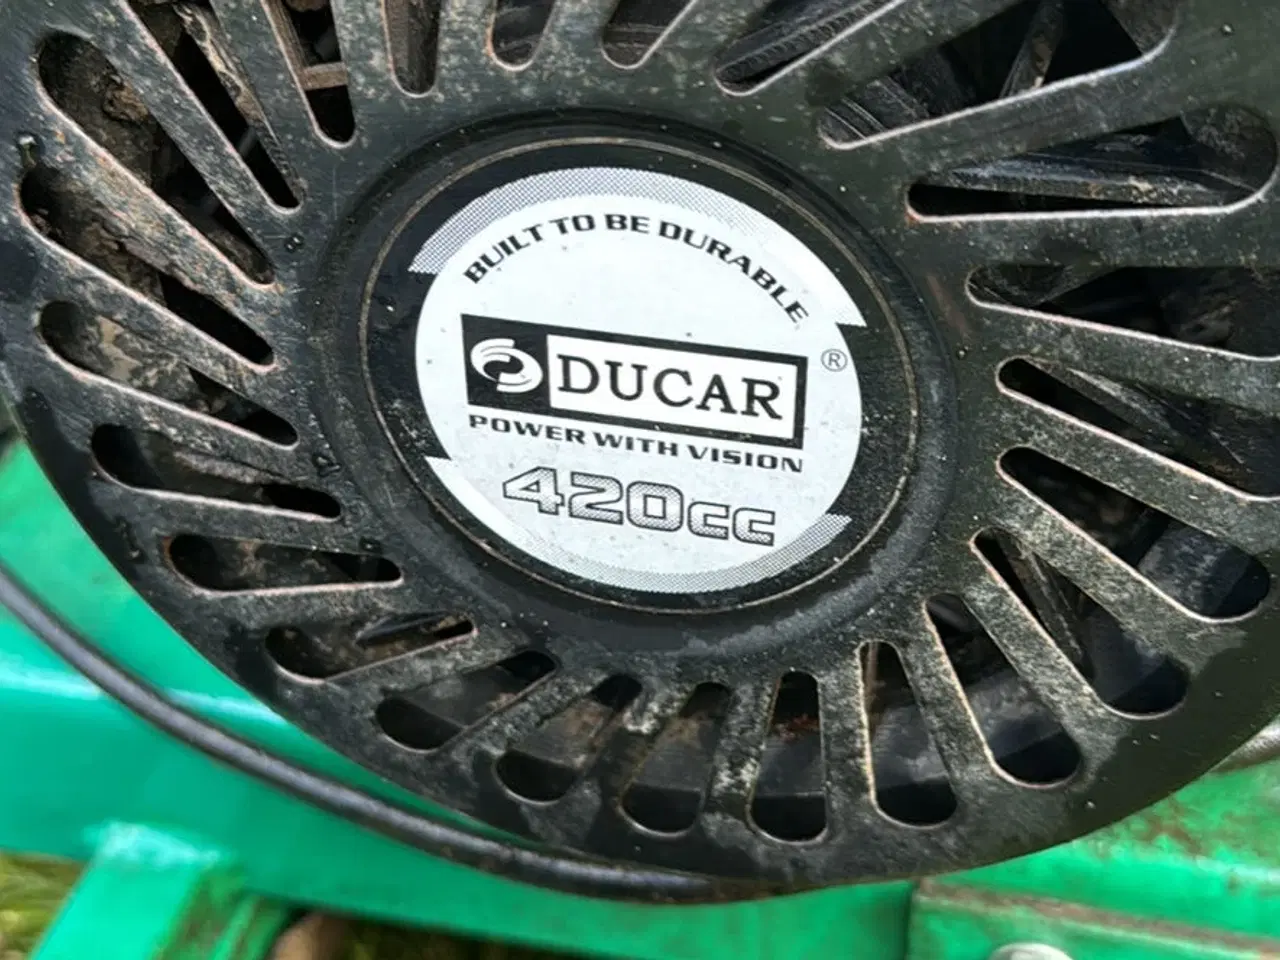 BUILT TO BE DURABLE
DUCAR®
POWER WITH VISION
420cc